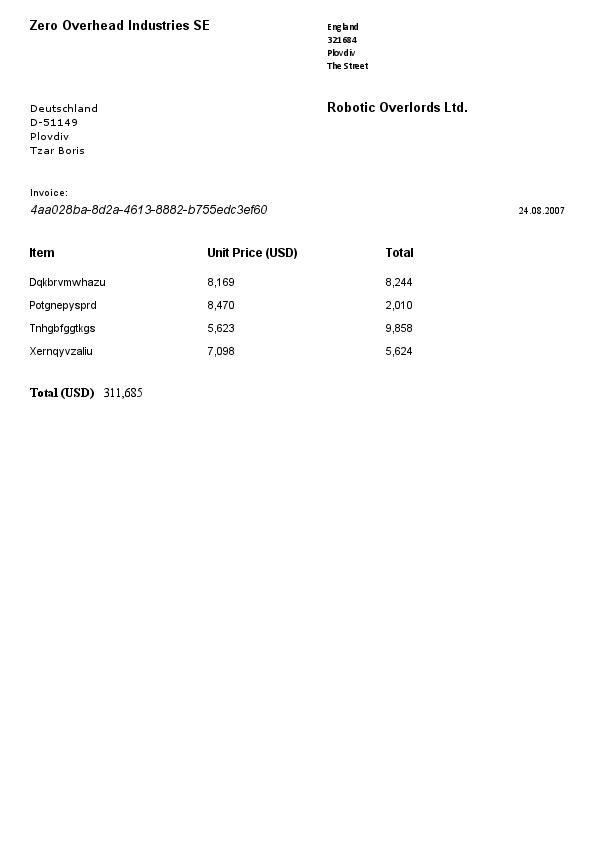 Zero Overhead Industries SE
England
321684
Plovdiv
The Street
Deutschland
D-51149
Plovdiv
Tzar Boris
Robotic Overlords Ltd.
Invoice:
4aa028ba-8d2a-4613-8882-b755edc3ef60
24.08.2007
Item Unit Price (USD) Total
Dqkbrvmwhazu 8,169 8,244
Potgnepysprd 8,470 2,010
Tnhgbfggtkgs 5,623 9,858
Xernqyvzaliu 7,098 5,624
Total (USD) 311,685